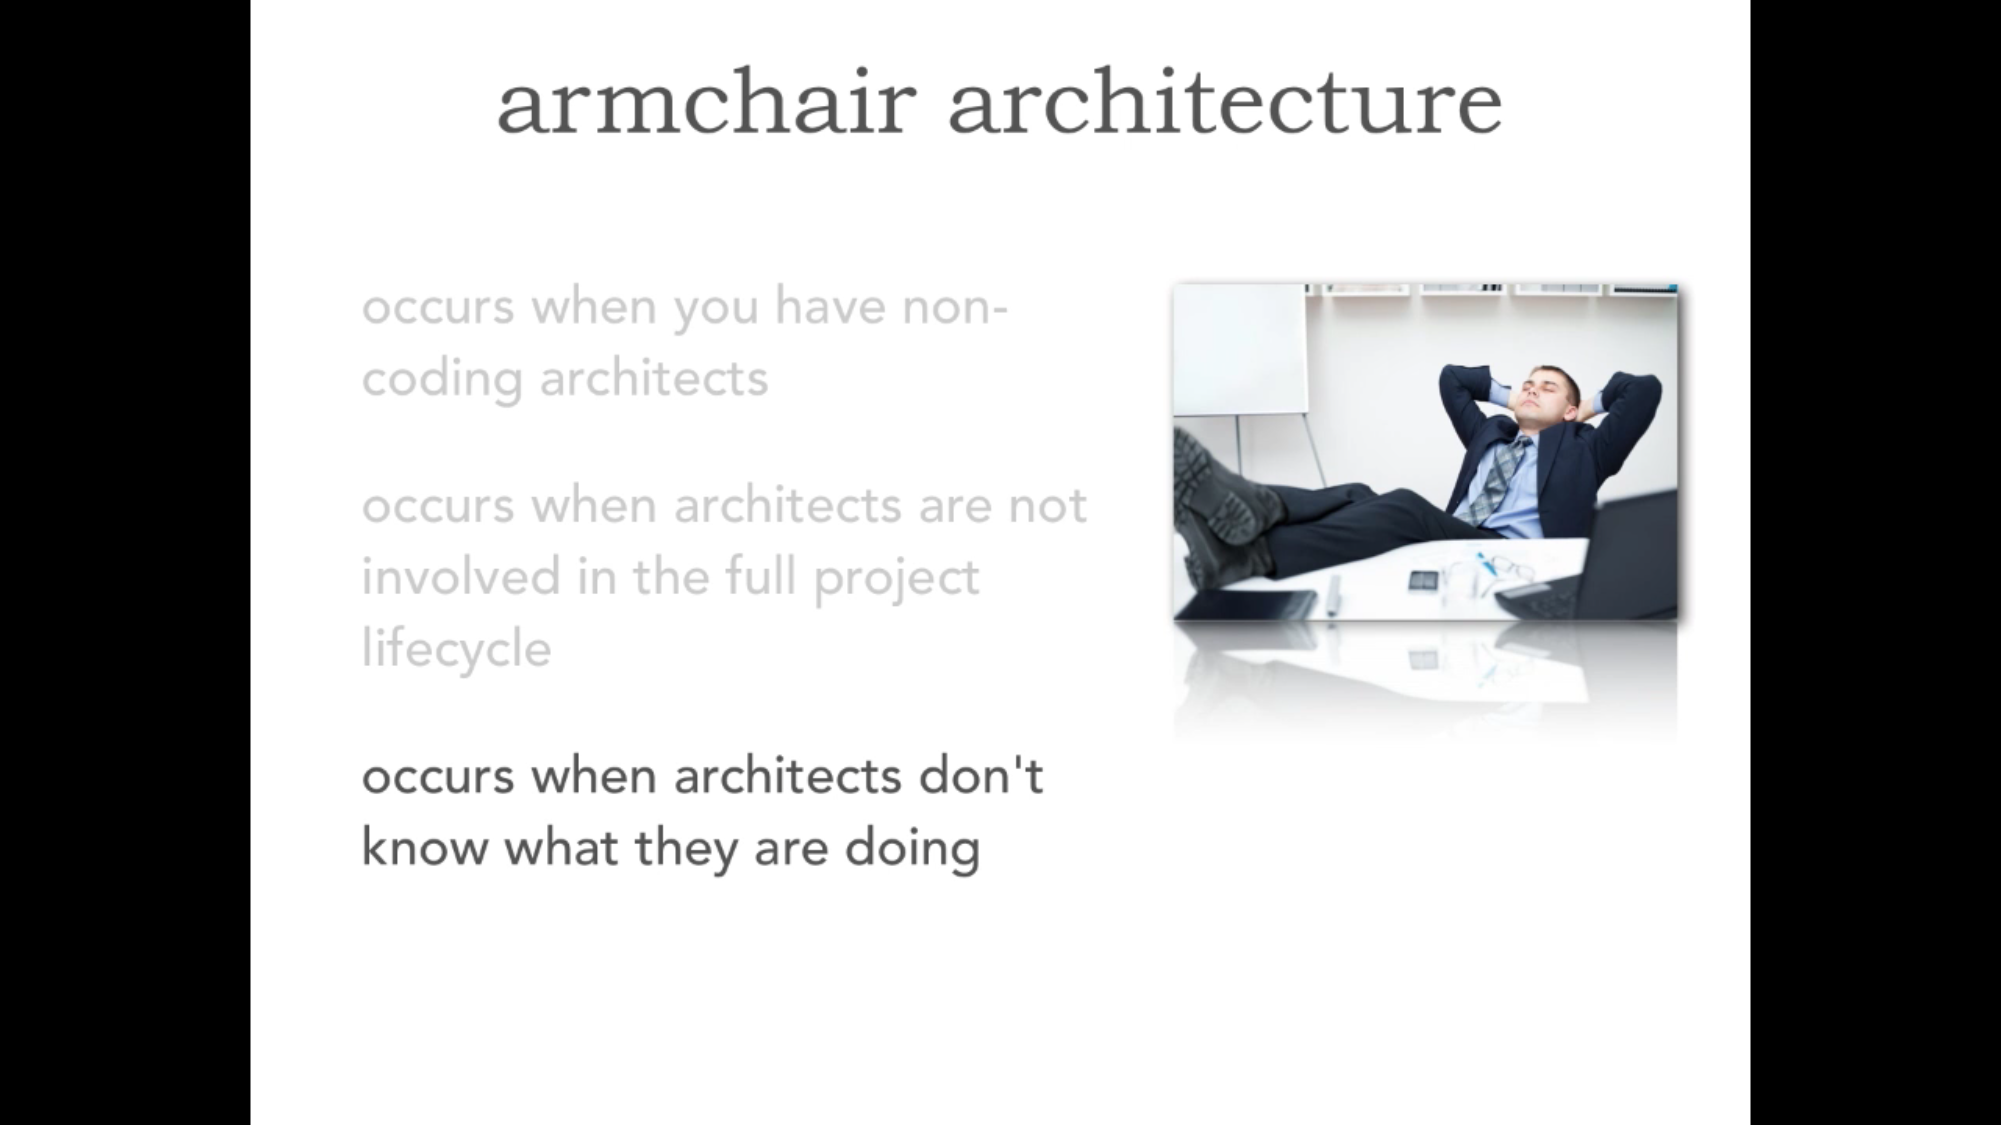 armchair architecture
occurs when you have non-
coding architects
occurs when architects are not
involved in the full project
lifecycle
occurs when architects don't
know what they are doing